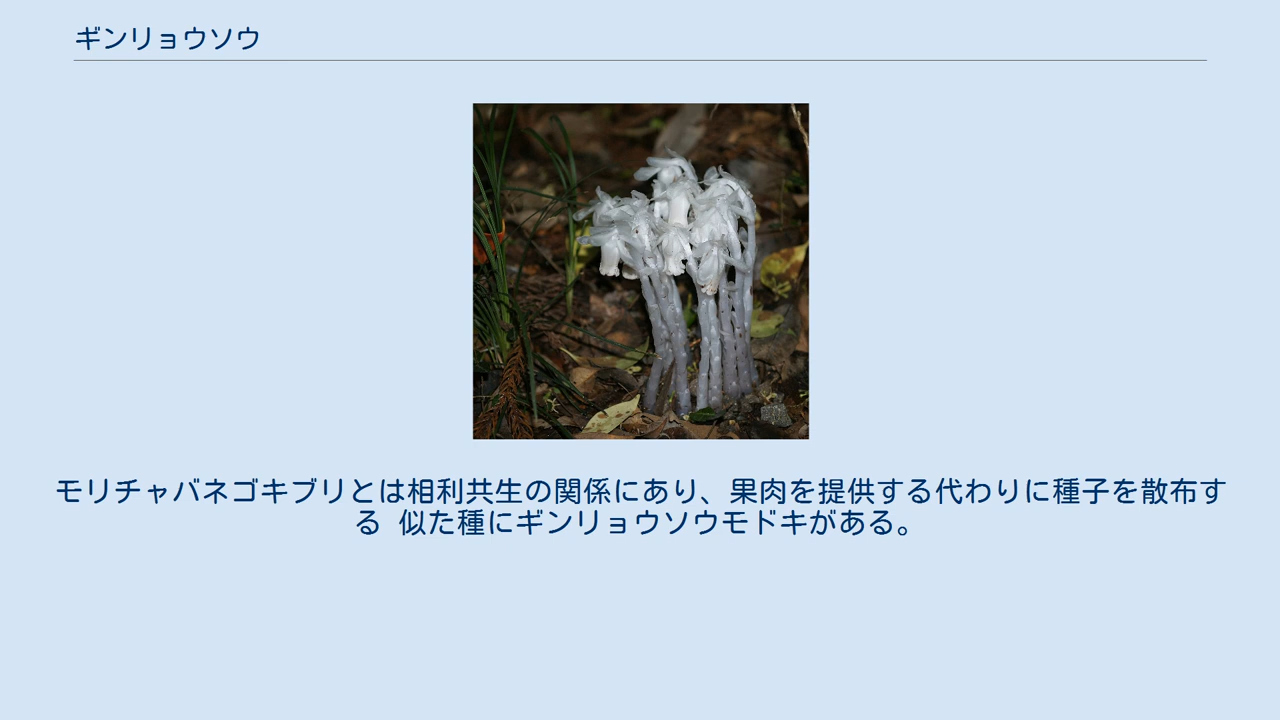 ギンリョウソウ
モリチャバネゴキブリとは相利共生の関係にあり、果肉を提供する代わりに種子を散布す
る 似た種にギンリョウソウモドキがある。